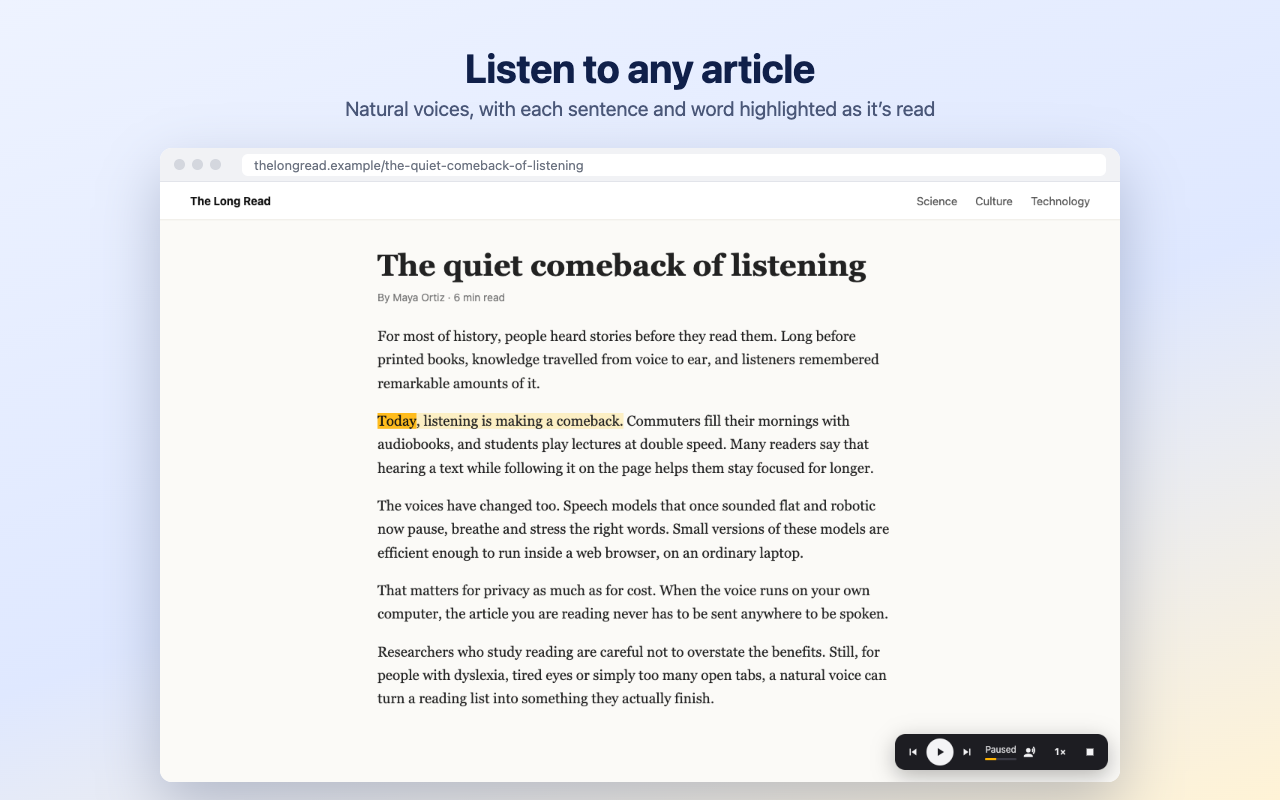 Listen to any article
Natural voices, with each sentence and word highlighted as it’s read
thelongread.example/the-quiet-comeback-of-listening
The Long Read
Science Culture Technology
The quiet comeback of listening
By Maya Ortiz · 6 min read
For most of history, people heard stories before they read them. Long before
printed books, knowledge travelled from voice to ear, and listeners remembered
remarkable amounts of it.
Today, listening is making a comeback. Commuters fill their mornings with
audiobooks, and students play lectures at double speed. Many readers say that
hearing a text while following it on the page helps them stay focused for longer.
The voices have changed too. Speech models that once sounded flat and robotic
now pause, breathe and stress the right words. Small versions of these models are
efficient enough to run inside a web browser, on an ordinary laptop.
That matters for privacy as much as for cost. When the voice runs on your own
computer, the article you are reading never has to be sent anywhere to be spoken.
Researchers who study reading are careful not to overstate the benefits. Still, for
people with dyslexia, tired eyes or simply too many open tabs, a natural voice can
turn a reading list into something they actually finish.
Paused 1×